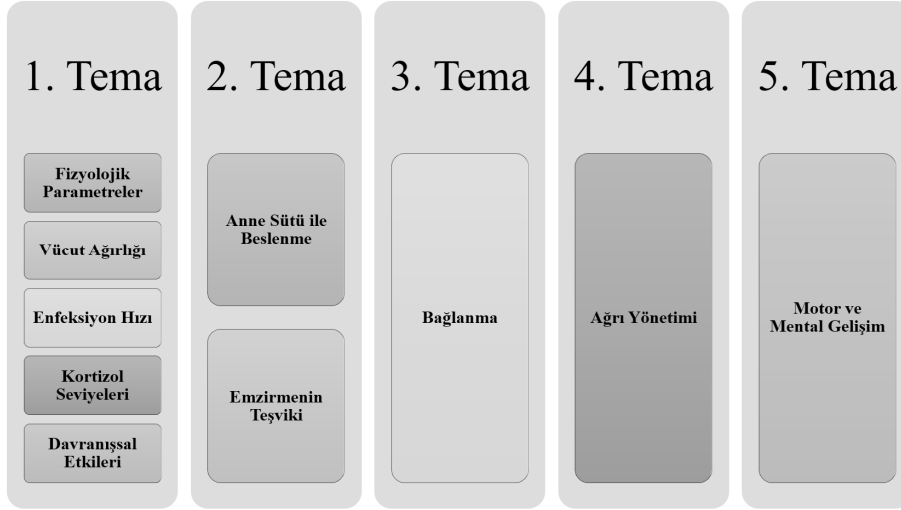 1. Tema
Fizyolojik
Parametreler
Vücut Ağırlığı
Enfeksiyon Hızı
Kortizol
Seviyeleri
Davranışsal
Etkileri
2. Tema
Anne Sütü ile
Beslenme
Emzirmenin
Teşviki
3. Tema
Bağlanma
4. Tema
Ağrı Yönetimi
5. Tema
Motor ve
Mental Gelişim